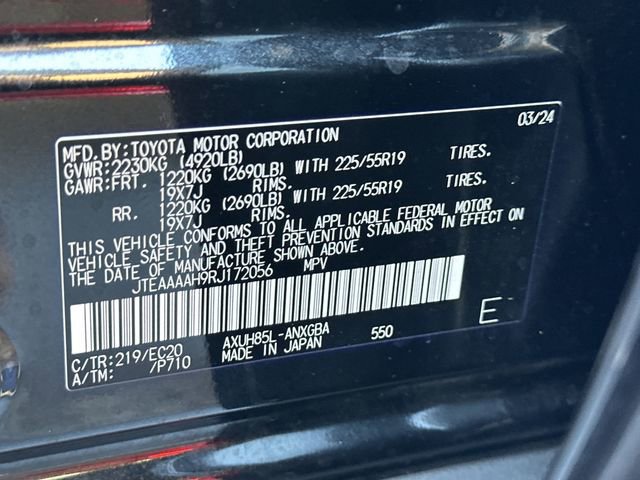 03/24
MFD.BY:TOYOTA MOTOR CORPORATION
GVWR:2230KG (4920LB)
GAWR:FRT. 1220KG (2690LB) WITH 225/55R19 TIRES.
19X7J RIMS.
RR. 1220KG (2690LB) WITH 225/55R19 TIRES.
19X7J RIMS.
THIS VEHICLE CONFORMS TO ALL APPLICABLE FEDERAL MOTOR
VEHICLE SAFETY AND THEFT PREVENTION STANDARDS IN EFFECT ON
THE DATE OF MANUFACTURE SHOWN ABOVE.
JTEAAAAH9RJ172056 MPV
E
C/TR:219/EC20 AXUH85L-ANXGBA 550
A/TM: /P710 MADE IN JAPAN